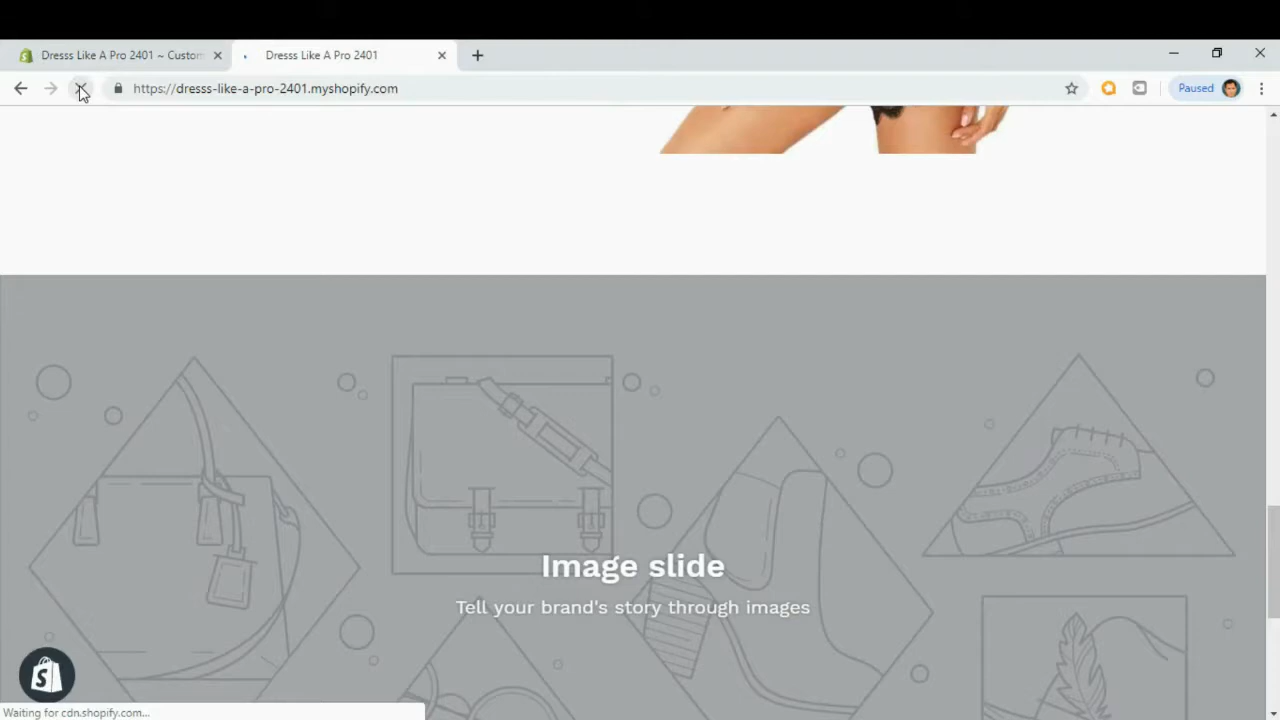 Dresss Like A Pro 2401 ~ Custom
Dresss Like A Pro 2401
https://dresss-like-a-pro-2401.myshopify.com
Paused
Image slide
Tell your brand's story through images
Waiting for cdn.shopify.com...